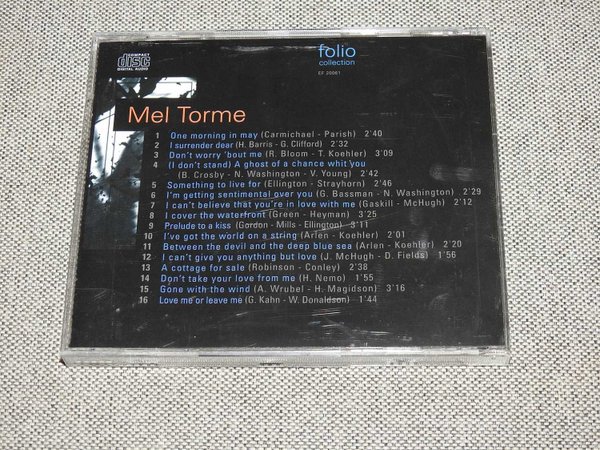 COMPACT
disc
DIGITAL AUDIO
folio
collection
EF 20061
Mel Torme
1 One morning in may (Carmichael - Parish) 2'40
2 I surrender dear (H. Barris - G. Clifford) 2'32
3 Don't worry 'bout me (R. Bloom - T. Koehler) 3'09
4 (I don't stand) A ghost of a chance whit you
(B. Crosby - N. Washington - V. Young) 2'42
5 Something to live for (Ellington - Strayhorn) 2'46
6 I'm getting sentimental over you (G. Bassman - N. Washington) 2'29
7 I can't believe that you're in love with me (Gaskill - McHugh) 2'12
8 I cover the waterfront (Green - Heyman) 3'25
9 Prelude to a kiss (Gordon - Mills - Ellington) 3'11
10 I've got the world on a string (Arlen - Koehler) 2'01
11 Between the devil and the deep blue sea (Arlen - Koehler) 2'20
12 I can't give you anything but love (J. McHugh - D. Fields) 1'56
13 A cottage for sale (Robinson - Conley) 2'38
14 Don't take your love from me (H. Nemo) 1'55
15 Gone with the wind (A. Wrubel - H. Magidson) 3'16
16 Love me or leave me (G. Kahn - W. Donaldson) 1'44